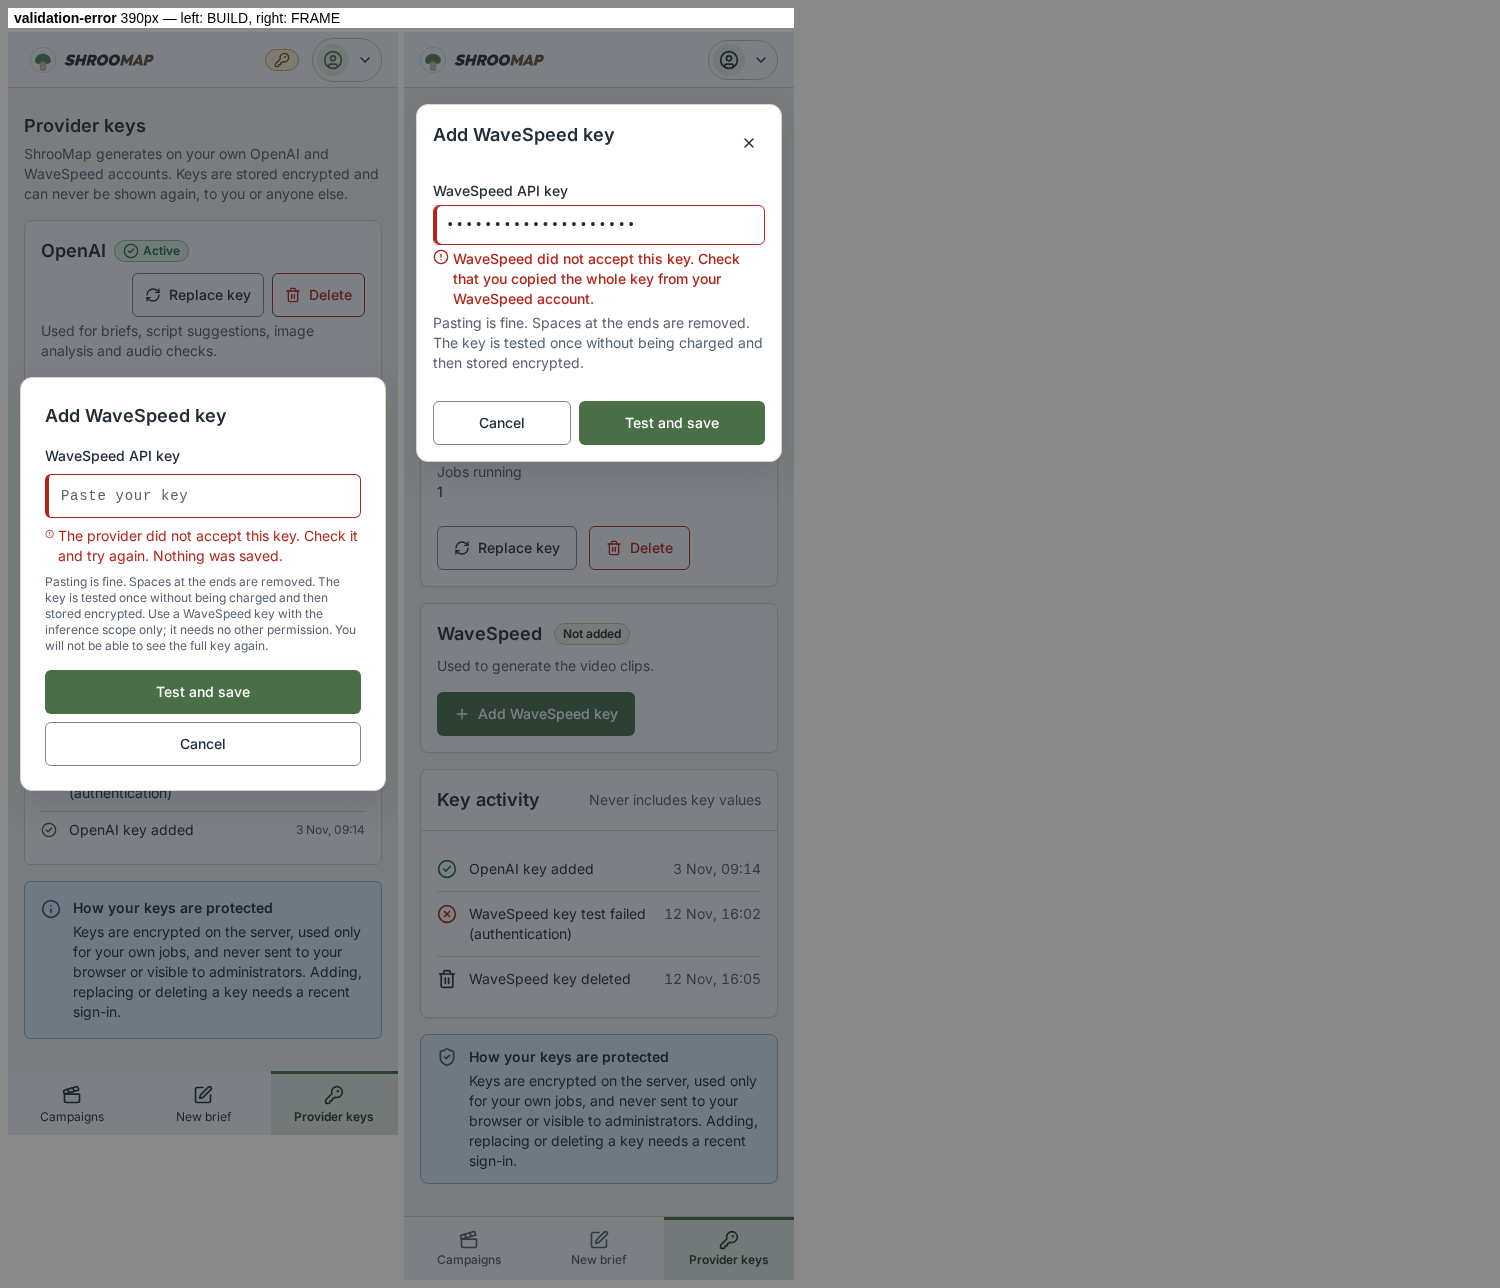 validation-error 390px — left: BUILD, right: FRAME
SHROOMAP
Provider keys
ShrooMap generates on your own OpenAI and
WaveSpeed accounts. Keys are stored encrypted and
can never be shown again, to you or anyone else.
OpenAI
Active
Replace key
Delete
Used for briefs, script suggestions, image
analysis and audio checks.
Add WaveSpeed key
WaveSpeed API key
Paste your key
The provider did not accept this key. Check it
and try again. Nothing was saved.
Pasting is fine. Spaces at the ends are removed. The
key is tested once without being charged and then
stored encrypted. Use a WaveSpeed key with the
inference scope only; it needs no other permission. You
will not be able to see the full key again.
Test and save
Cancel
(authentication)
OpenAI key added
3 Nov, 09:14
How your keys are protected
Keys are encrypted on the server, used only
for your own jobs, and never sent to your
browser or visible to administrators. Adding,
replacing or deleting a key needs a recent
sign-in.
Campaigns
New brief
Provider keys
SHROOMAP
Add WaveSpeed key
WaveSpeed API key
••••••••••••••••••••
WaveSpeed did not accept this key. Check
that you copied the whole key from your
WaveSpeed account.
Pasting is fine. Spaces at the ends are removed.
The key is tested once without being charged and
then stored encrypted.
Cancel
Test and save
Jobs running
1
Replace key
Delete
WaveSpeed
Not added
Used to generate the video clips.
Add WaveSpeed key
Key activity
Never includes key values
OpenAI key added
3 Nov, 09:14
WaveSpeed key test failed
(authentication)
12 Nov, 16:02
WaveSpeed key deleted
12 Nov, 16:05
How your keys are protected
Keys are encrypted on the server, used only
for your own jobs, and never sent to your
browser or visible to administrators. Adding,
replacing or deleting a key needs a recent
sign-in.
Campaigns
New brief
Provider keys